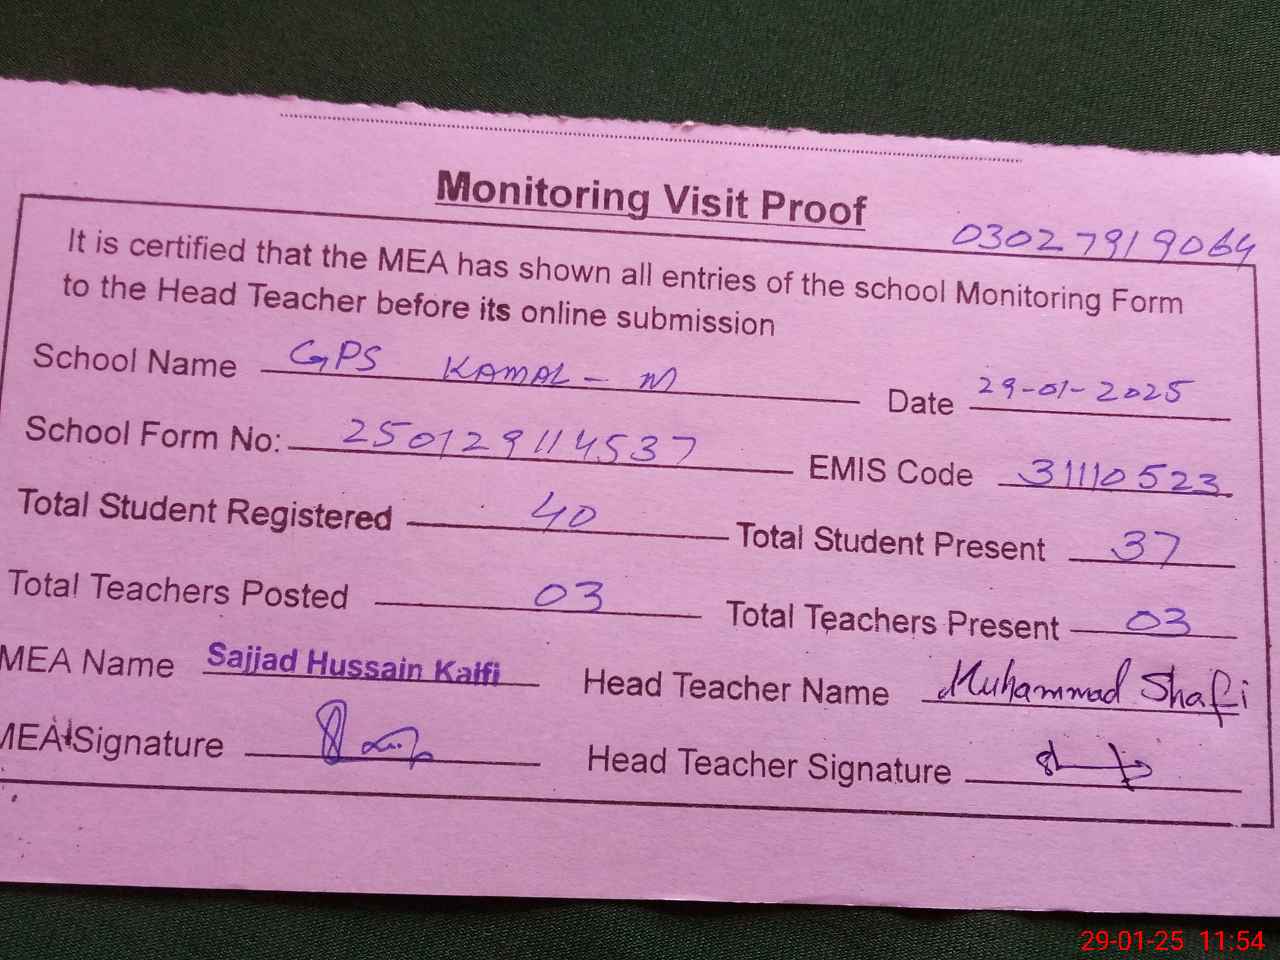 Monitoring Visit Proof
03027919064
It is certified that the MEA has shown all entries of the school Monitoring Form
to the Head Teacher before its online submission
School Name GPS KAMAL - M Date 29-01-2025
School Form No: 250129114537 EMIS Code 31110523
Total Student Registered 40 Total Student Present 37
Total Teachers Posted 03 Total Teachers Present 03
MEA Name Sajjad Hussain Kaifi Head Teacher Name Muhammad Shafi
MEA Signature Head Teacher Signature
29-01-25 11:54